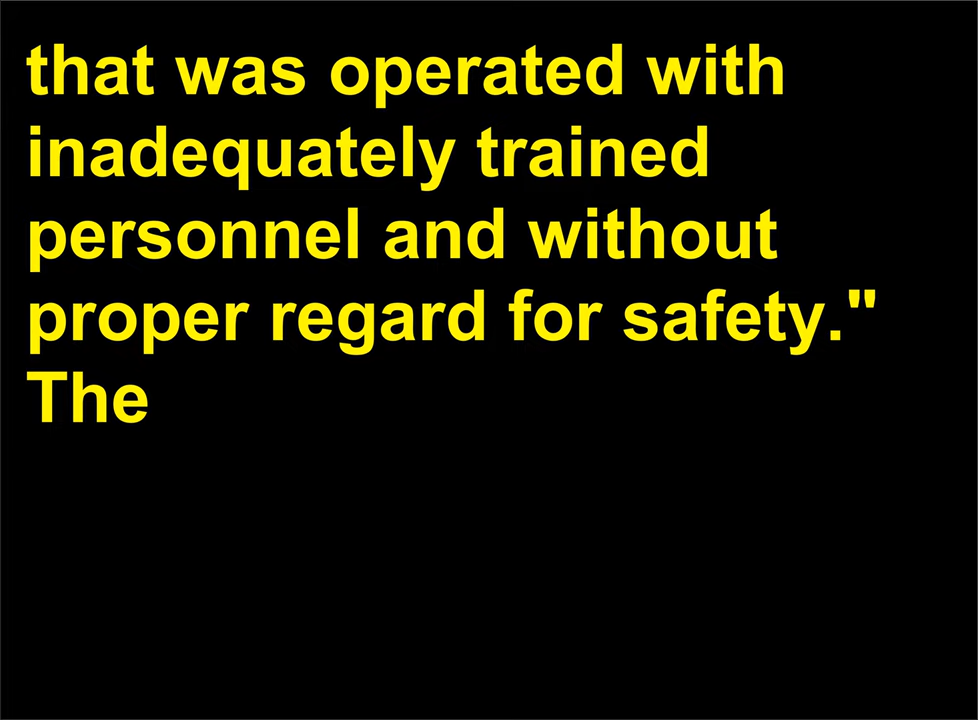 that was operated with
inadequately trained
personnel and without
proper regard for safety."
The